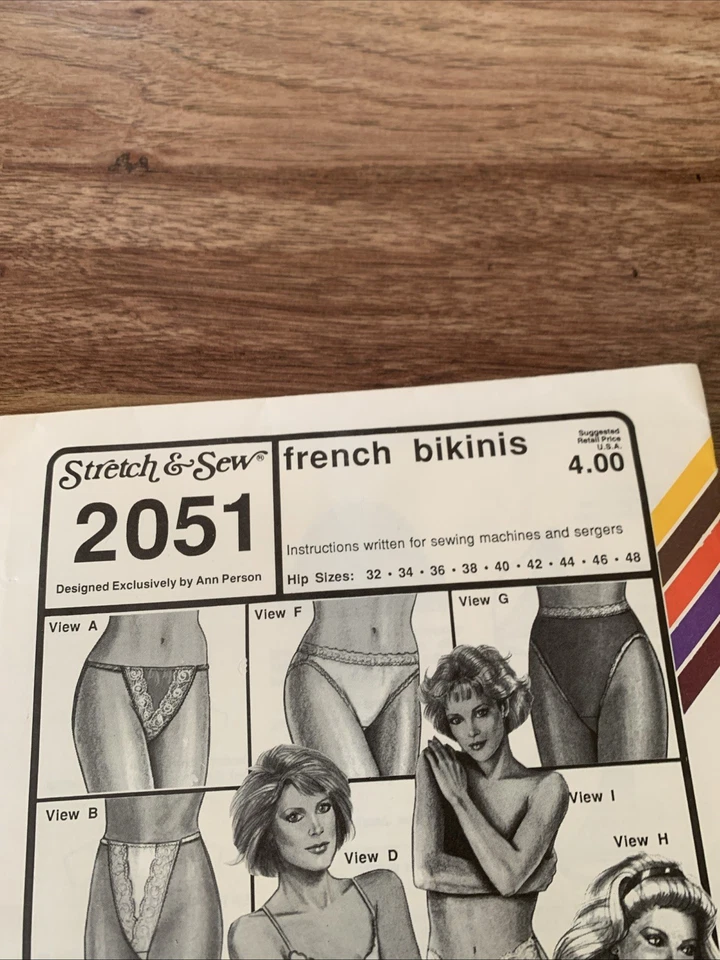 Stretch & Sew®
2051
Designed Exclusively by Ann Person
french bikinis
Suggested
Retail Price
U.S.A.
4.00
Instructions written for sewing machines and sergers
Hip Sizes: 32 • 34 • 36 • 38 • 40 • 42 • 44 • 46 • 48
View A
View F
View G
View B
View D
View I
View H